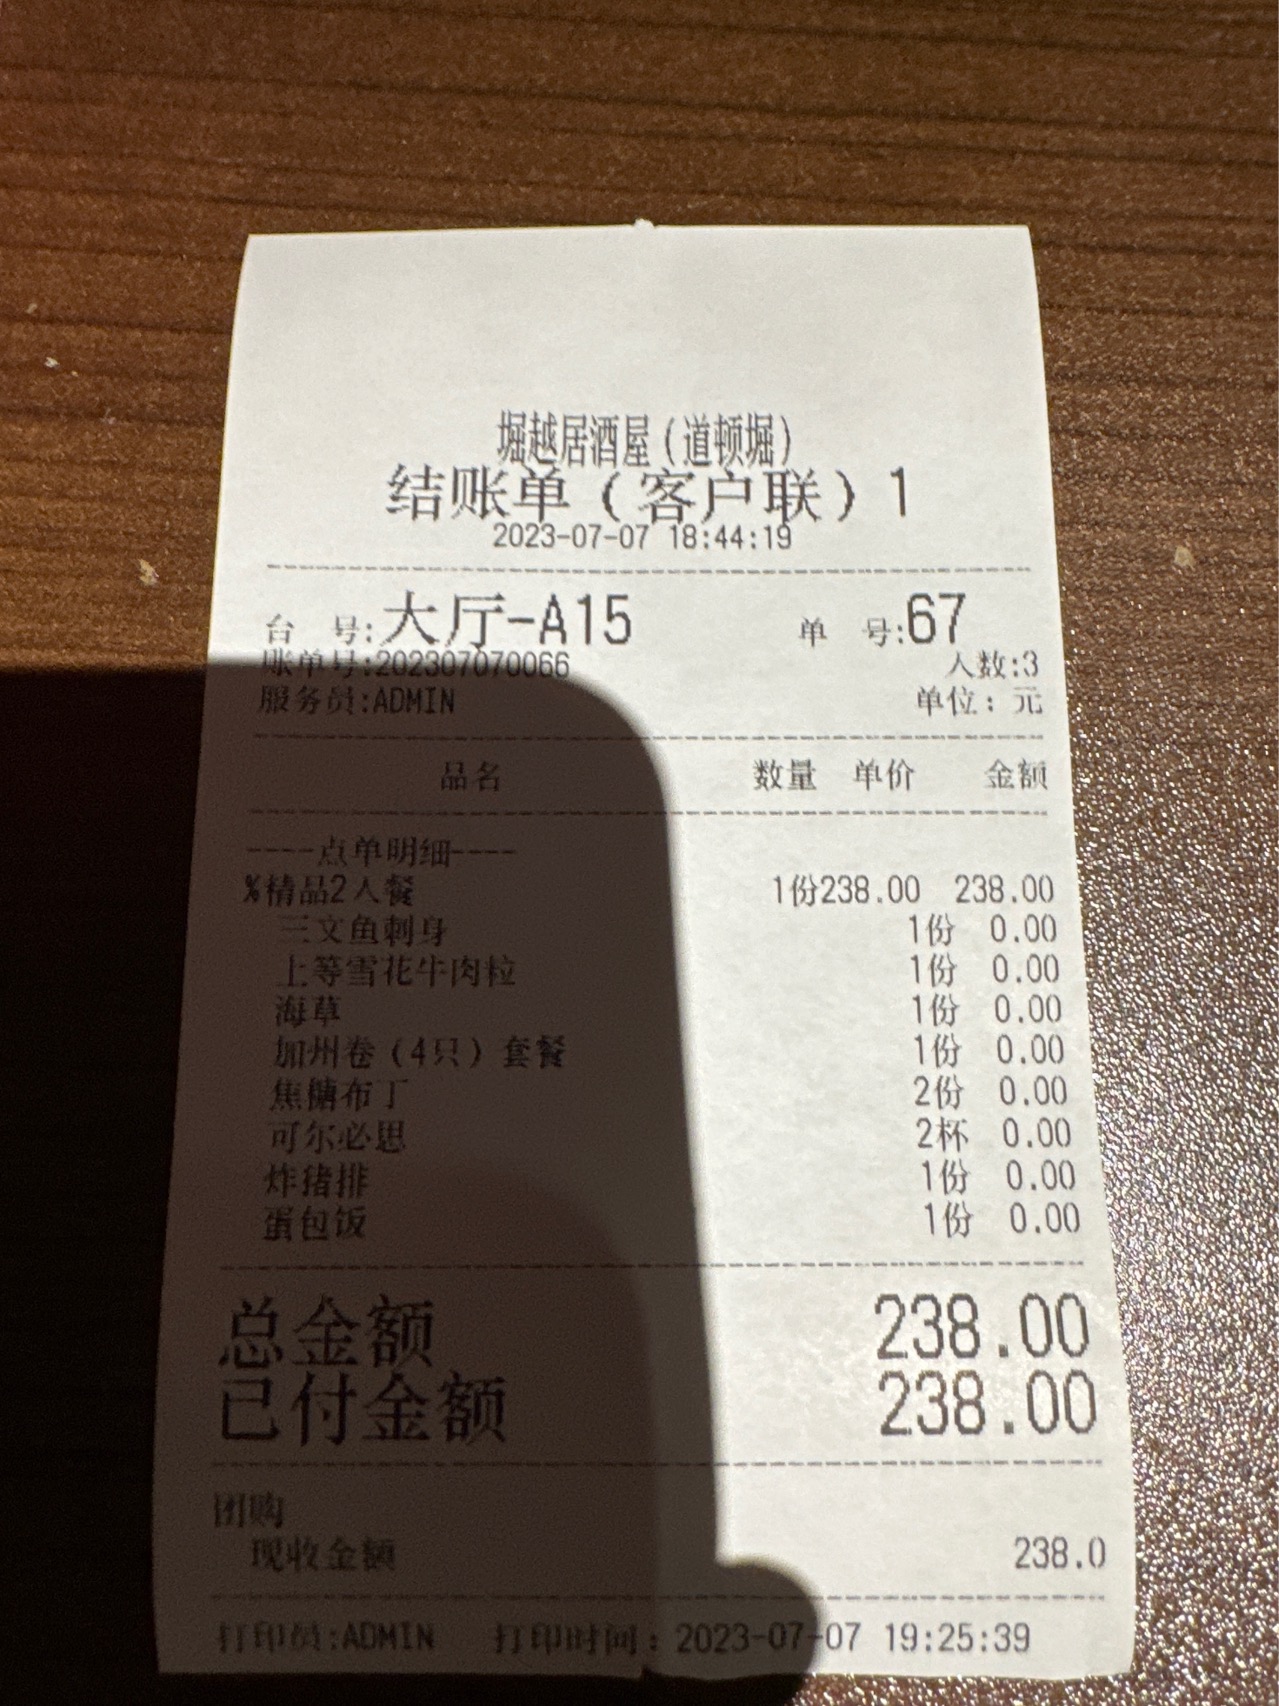 堀越居酒屋（道顿堀）
结账单（客户联）1
2023-07-07 18:44:19
台 号:大厅-A15 单 号:67
账单号:202307070066 人数:3
服务员:ADMIN 单位：元
品名 数量 单价 金额
----点单明细----
%精品2人餐 1份238.00 238.00
三文鱼刺身 1份 0.00
上等雪花牛肉粒 1份 0.00
海草 1份 0.00
加州卷（4只）套餐 1份 0.00
焦糖布丁 2份 0.00
可尔必思 2杯 0.00
炸猪排 1份 0.00
蛋包饭 1份 0.00
总金额 238.00
已付金额 238.00
团购
现收金额 238.0
打印员:ADMIN 打印时间：2023-07-07 19:25:39